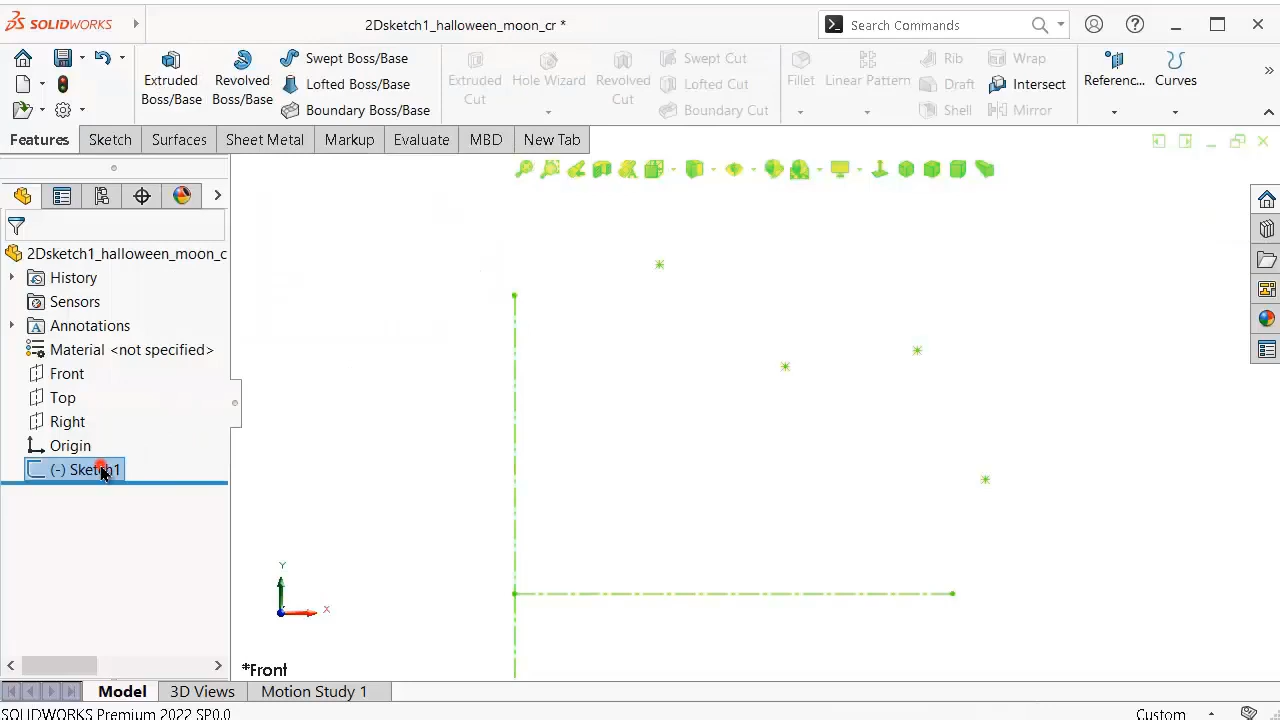 SOLIDWORKS
2Dsketch1_halloween_moon_cr *
Search Commands
Extruded Boss/Base
Revolved Boss/Base
Swept Boss/Base
Lofted Boss/Base
Boundary Boss/Base
Extruded Cut
Hole Wizard
Revolved Cut
Swept Cut
Lofted Cut
Boundary Cut
Fillet
Linear Pattern
Rib
Draft
Shell
Wrap
Intersect
Mirror
Referenc...
Curves
Features
Sketch
Surfaces
Sheet Metal
Markup
Evaluate
MBD
New Tab
2Dsketch1_halloween_moon_c
History
Sensors
Annotations
Material <not specified>
Front
Top
Right
Origin
(-) Sketch1
Y
X
*Front
Model
3D Views
Motion Study 1
SOLIDWORKS Premium 2022 SP0.0
Custom